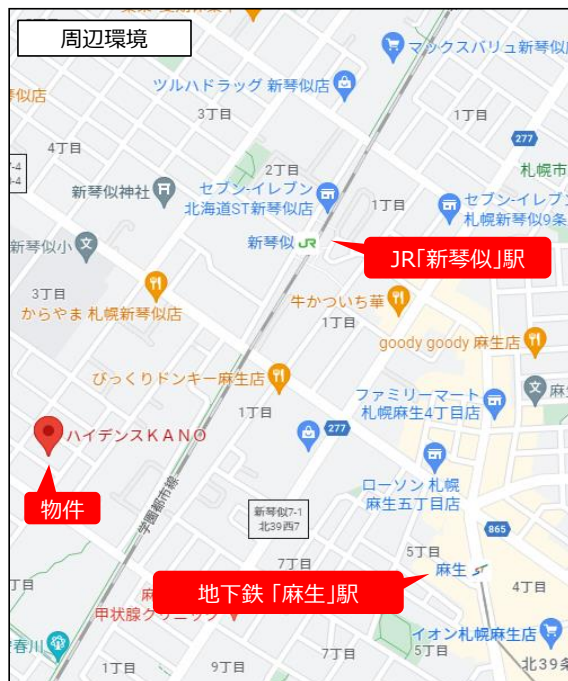 周辺環境
マックスバリュ新琴似
ツルハドラッグ 新琴似店
3丁目
1丁目
277
4丁目
2丁目
札幌市
新琴似神社
セブン-イレブン
北海道ST新琴似店
1丁目
セブン-イレブン
札幌新琴似9条
新琴似小
文
新琴似 JR
JR「新琴似」駅
3丁目
からやま 札幌新琴似店
牛かついち華
1丁目
goody goody 麻生店
びっくりドンキー麻生店
ファミリーマート
札幌麻生4丁目店
文
麻生
1丁目
277
ハイデンスKANO
ローソン 札幌
麻生五丁目店
物件
学園都市線
新琴似7-1
北39西7
865
7丁目
5丁目
麻生
地下鉄「麻生」駅
4丁目
甲状腺クリニック
イオン札幌麻生店
5丁目
春川
1丁目
9丁目
7丁目
北39条